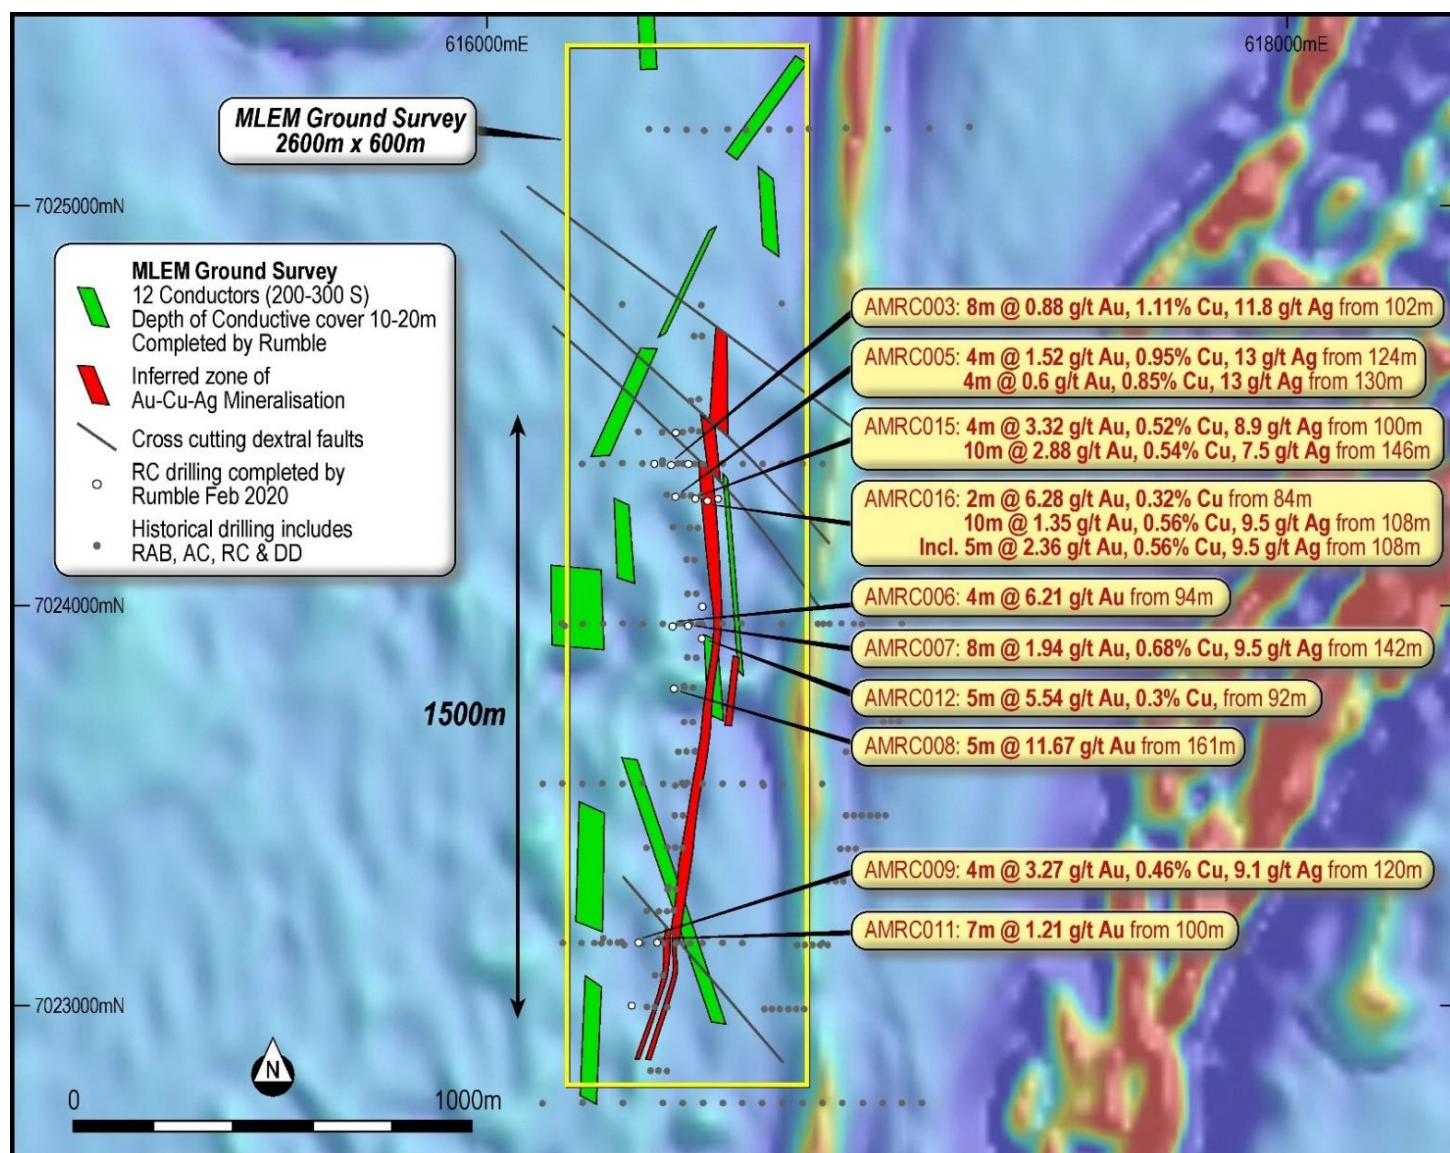 616000mE
618000mE
MLEM Ground Survey
2600m x 600m
7025000mN
MLEM Ground Survey
12 Conductors (200-300 S)
Depth of Conductive cover 10-20m
Completed by Rumble
Inferred zone of
Au-Cu-Ag Mineralisation
Cross cutting dextral faults
RC drilling completed by
Rumble Feb 2020
Historical drilling includes
RAB, AC, RC & DD
AMRC003: 8m @ 0.88 g/t Au, 1.11% Cu, 11.8 g/t Ag from 102m
AMRC005: 4m @ 1.52 g/t Au, 0.95% Cu, 13 g/t Ag from 124m
4m @ 0.6 g/t Au, 0.85% Cu, 13 g/t Ag from 130m
AMRC015: 4m @ 3.32 g/t Au, 0.52% Cu, 8.9 g/t Ag from 100m
10m @ 2.88 g/t Au, 0.54% Cu, 7.5 g/t Ag from 146m
AMRC016: 2m @ 6.28 g/t Au, 0.32% Cu from 84m
10m @ 1.35 g/t Au, 0.56% Cu, 9.5 g/t Ag from 108m
Incl. 5m @ 2.36 g/t Au, 0.56% Cu, 9.5 g/t Ag from 108m
7024000mN
AMRC006: 4m @ 6.21 g/t Au from 94m
AMRC007: 8m @ 1.94 g/t Au, 0.68% Cu, 9.5 g/t Ag from 142m
AMRC012: 5m @ 5.54 g/t Au, 0.3% Cu, from 92m
1500m
AMRC008: 5m @ 11.67 g/t Au from 161m
AMRC009: 4m @ 3.27 g/t Au, 0.46% Cu, 9.1 g/t Ag from 120m
AMRC011: 7m @ 1.21 g/t Au from 100m
7023000mN
N
0
1000m